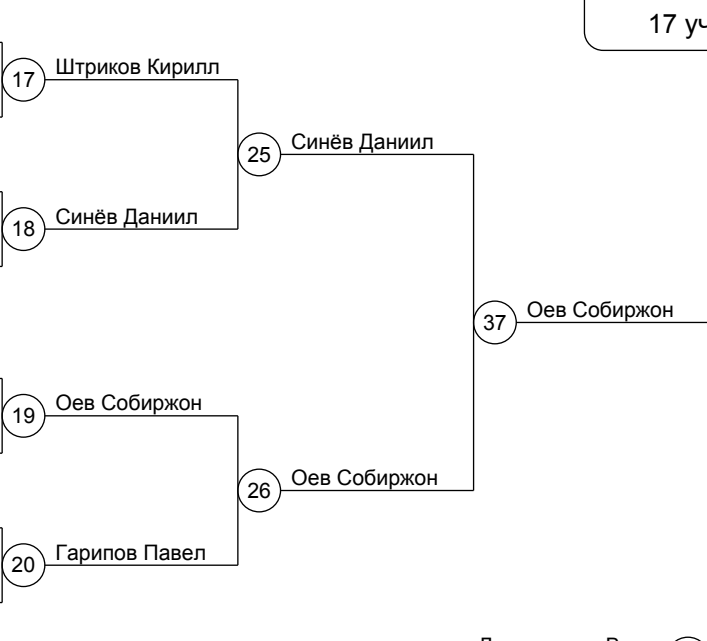 17 уч
17 Штриков Кирилл
25 Синёв Даниил
18 Синёв Даниил
37 Оев Собиржон
19 Оев Собиржон
26 Оев Собиржон
20 Гарипов Павел